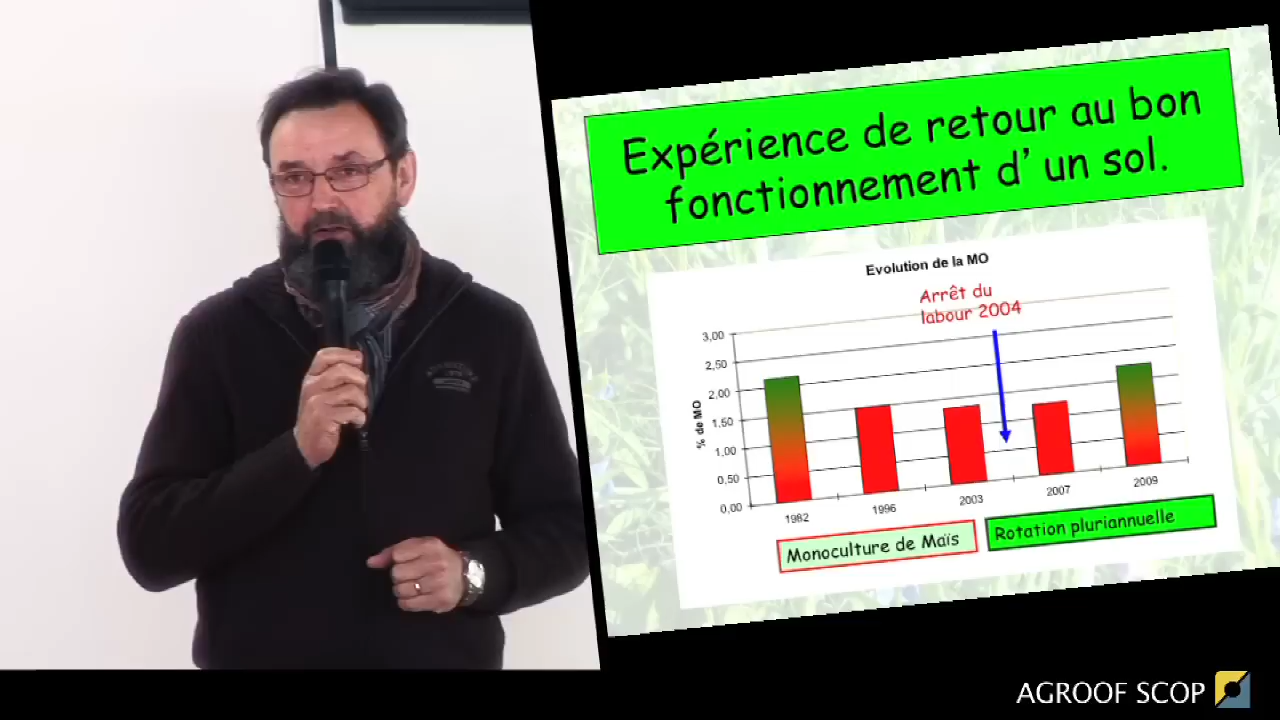 Expérience de retour au bon
fonctionnement d’ un sol.
Evolution de la MO
Arrêt du
labour 2004
3,00
2,50
2,00
1,50
1,00
0,50
0,00
% de MO
1982
1996
2003
2007
2009
Monoculture de Maïs
Rotation pluriannuelle
AGROOF SCOP